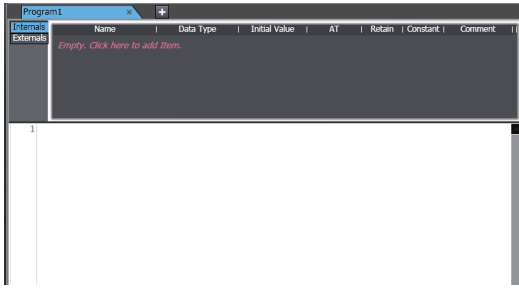 Program1 × +
Internals
Externals
Name | Data Type | Initial Value | AT | Retain | Constant | Comment
Empty. Click here to add Item.
1